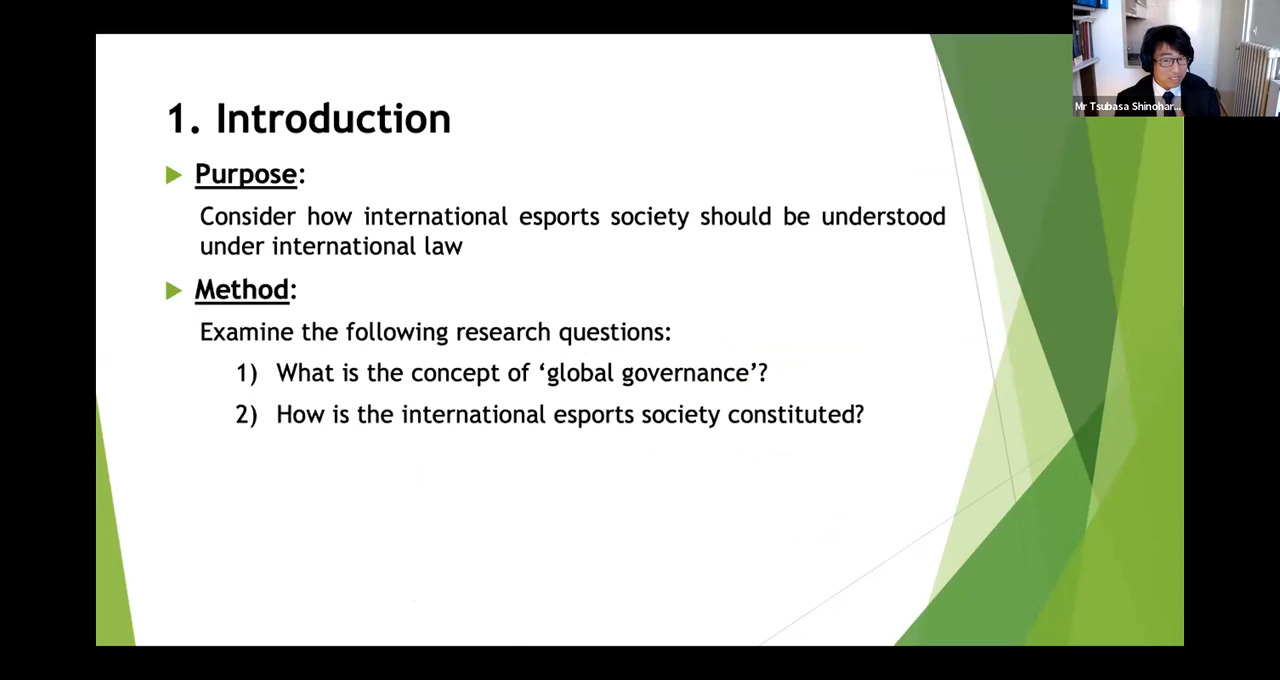 Mr Tsubasa Shinohar...
1. Introduction
Purpose:
Consider how international esports society should be understood
under international law
Method:
Examine the following research questions:
1) What is the concept of ‘global governance’?
2) How is the international esports society constituted?